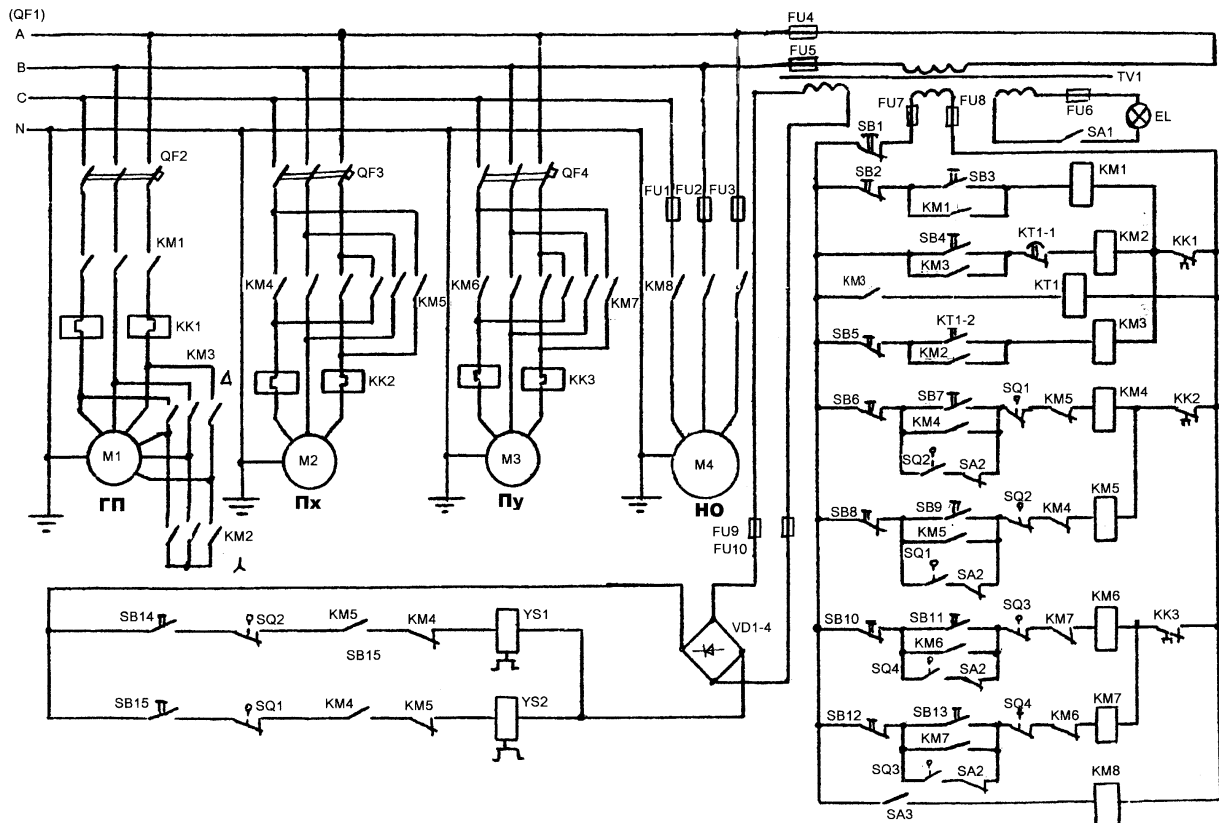 (QF1)
A
B
C
N
FU4
FU5
TV1
FU7
FU8
FU6
EL
SA1
SB1
QF2
QF3
QF4
FU1
FU2
FU3
SB2
SB3
KM1
KM1
KM1
SB4
KM3
KT1-1
KM2
KK1
KM4
KM5
KM6
KM7
KM8
KM3
KT1
KK1
KM3
Δ
KK2
KK3
SB5
KT1-2
KM2
KM3
M1
ГП
M2
Пх
M3
Пу
M4
НО
KM2
SB6
SB7
KM4
SQ2
SA2
SQ1
KM5
KM4
KK2
FU9
FU10
SB8
SB9
KM5
SQ1
SA2
SQ2
KM4
KM5
SB14
SQ2
KM5
KM4
YS1
SB15
VD1-4
SB10
SB11
KM6
SQ4
SA2
SQ3
KM7
KM6
KK3
SB15
SQ1
KM4
KM5
YS2
SB12
SB13
KM7
SQ3
SA2
SQ4
KM6
KM7
SA3
KM8